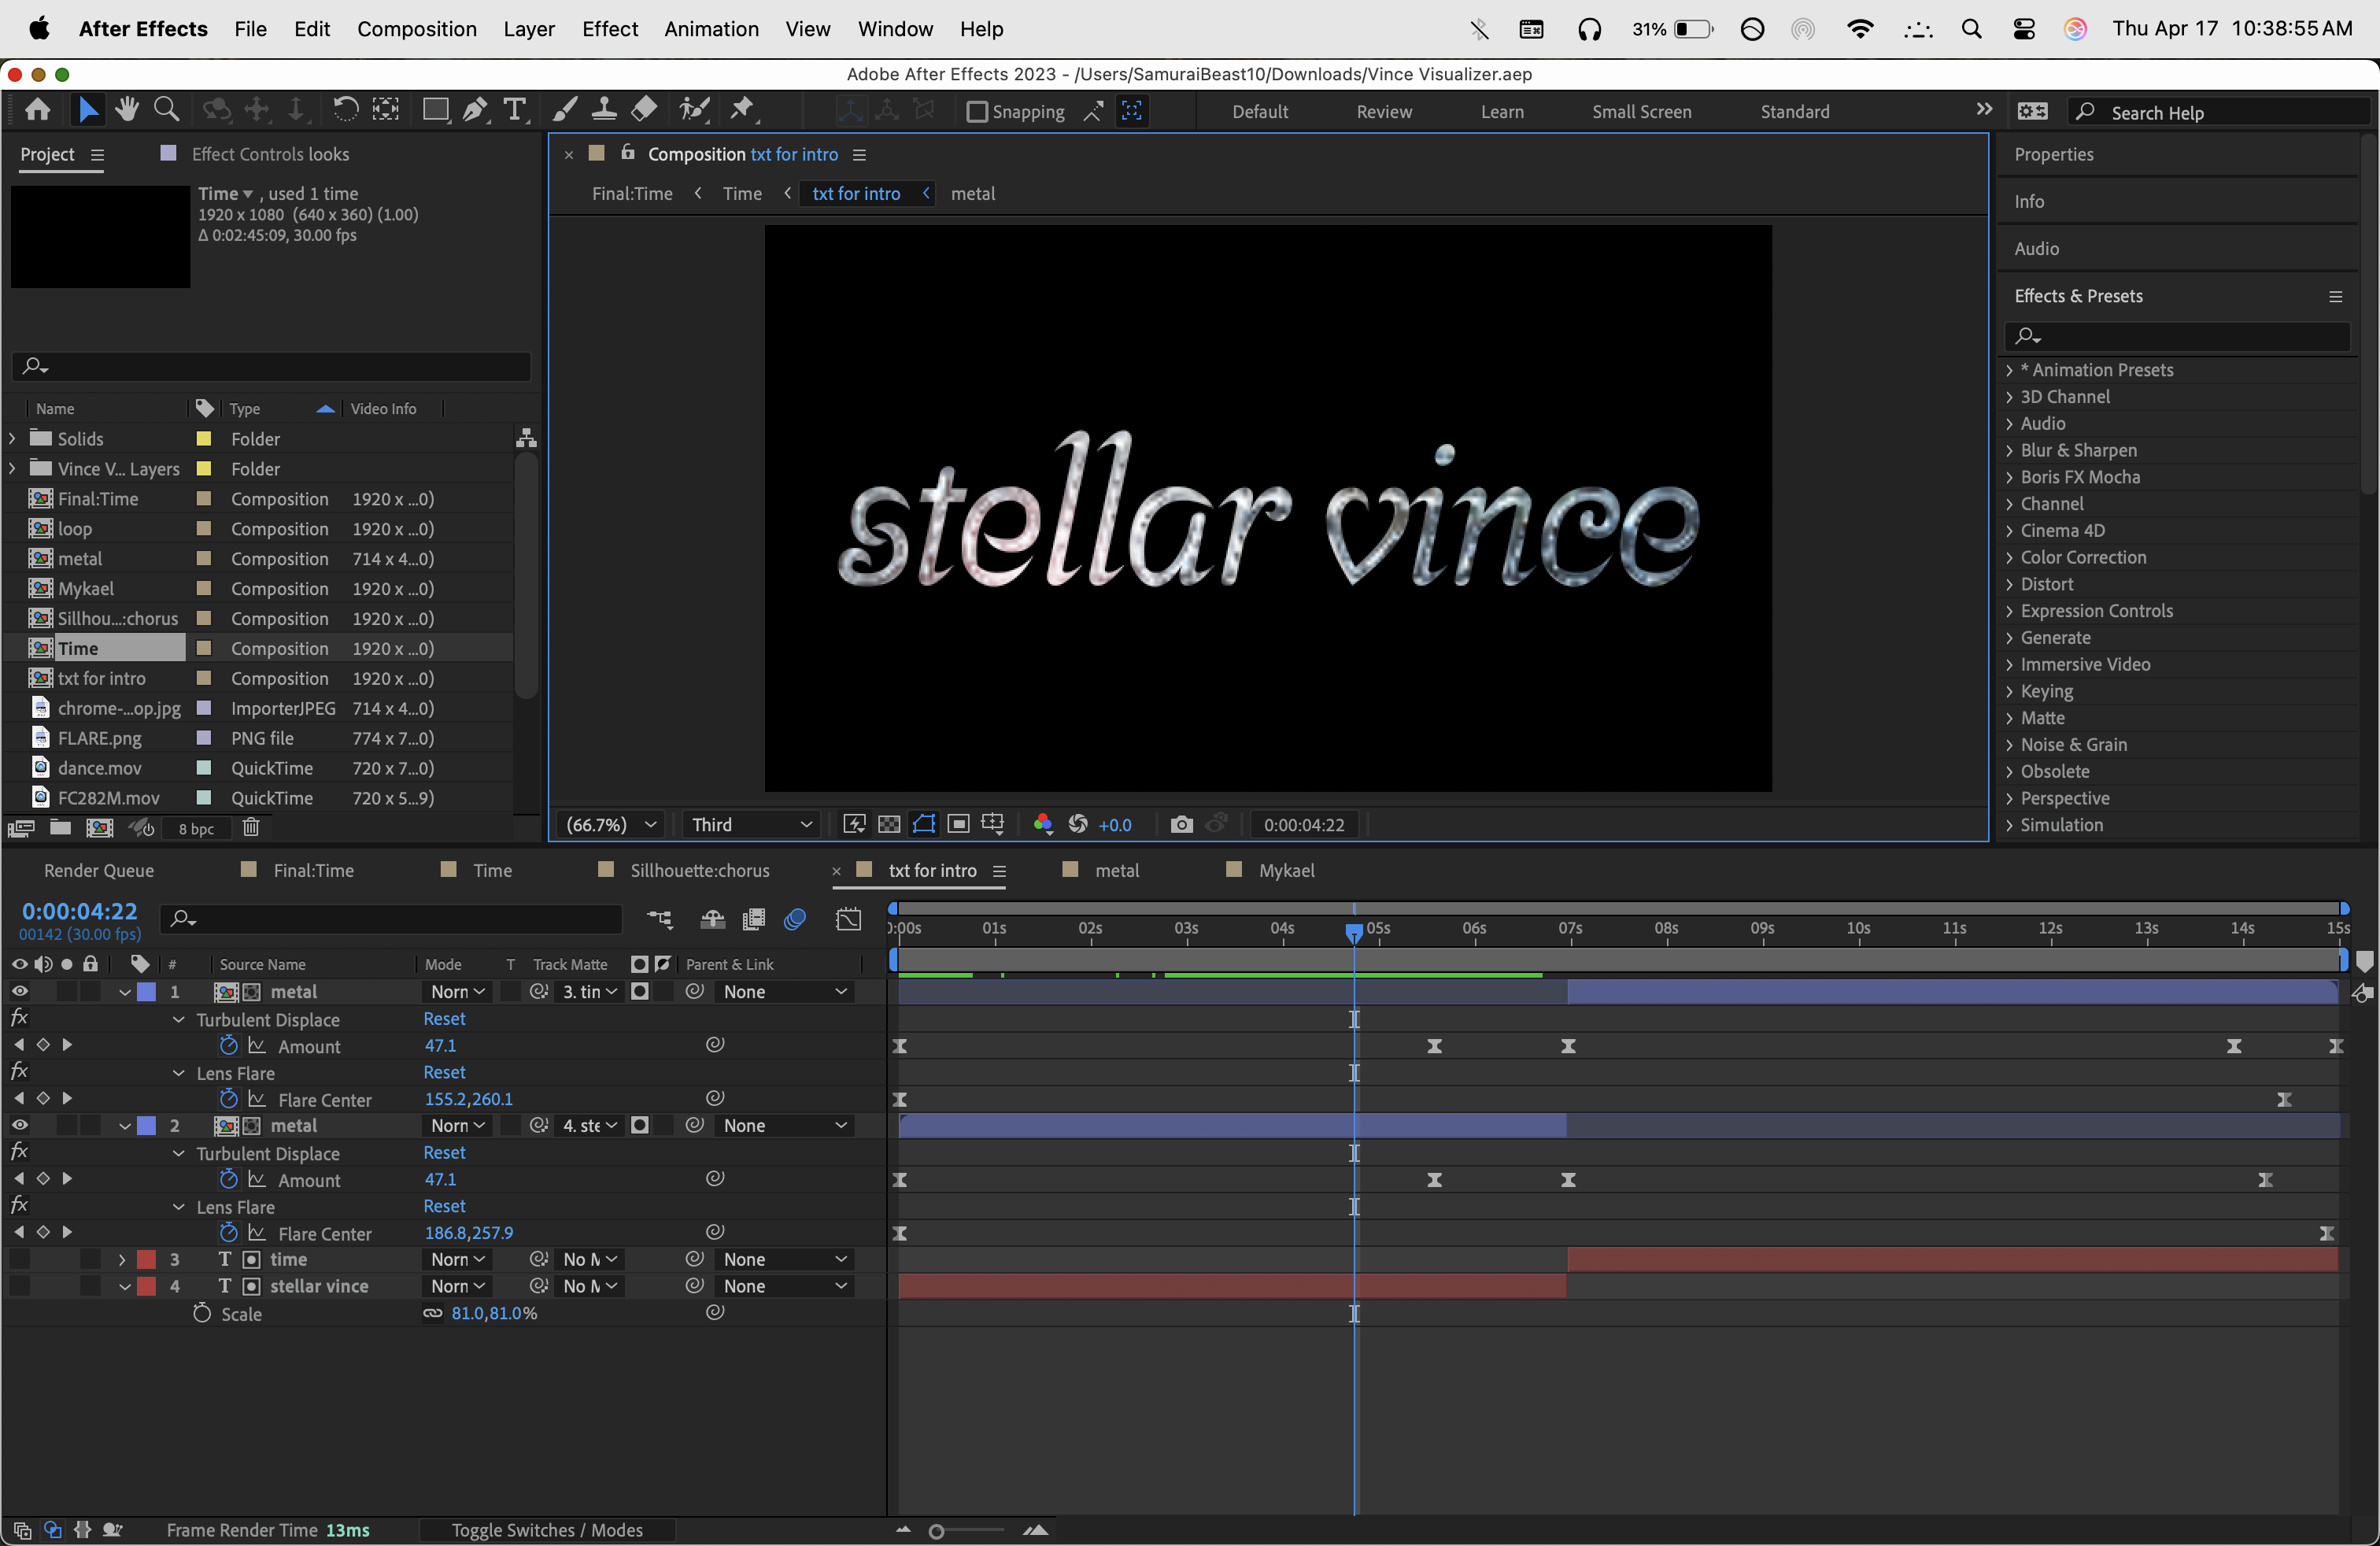 After Effects File Edit Composition Layer Effect Animation View Window Help 31% Thu Apr 17 10:38:55 AM
Adobe After Effects 2023 - /Users/SamuraiBeast10/Downloads/Vince Visualizer.aep
Snapping Default Review Learn Small Screen Standard Search Help
Project Effect Controls looks
Time , used 1 time
1920 x 1080 (640 x 360) (1.00)
Δ 0:02:45:09, 30.00 fps
Name Type Video Info
Solids Folder
Vince V... Layers Folder
Final:Time Composition 1920 x ...0)
loop Composition 1920 x ...0)
metal Composition 714 x 4...0)
Mykael Composition 1920 x ...0)
Sillhou...:chorus Composition 1920 x ...0)
Time Composition 1920 x ...0)
txt for intro Composition 1920 x ...0)
chrome-...op.jpg ImporterJPEG 714 x 4...0)
FLARE.png PNG file 774 x 7...0)
dance.mov QuickTime 720 x 7...0)
FC282M.mov QuickTime 720 x 5...9)
8 bpc
Composition txt for intro
Final:Time Time txt for intro metal
stellar vince
(66.7%) Third +0.0 0:00:04:22
Properties
Info
Audio
Effects & Presets
* Animation Presets
3D Channel
Audio
Blur & Sharpen
Boris FX Mocha
Channel
Cinema 4D
Color Correction
Distort
Expression Controls
Generate
Immersive Video
Keying
Matte
Noise & Grain
Obsolete
Perspective
Simulation
Render Queue Final:Time Time Sillhouette:chorus txt for intro metal Mykael
0:00:04:22
00142 (30.00 fps)
):00s 01s 02s 03s 04s 05s 06s 07s 08s 09s 10s 11s 12s 13s 14s 15s
# Source Name Mode T Track Matte Parent & Link
1 metal Norn 3. tin None
fx Turbulent Displace Reset
Amount 47.1
fx Lens Flare Reset
Flare Center 155.2,260.1
2 metal Norn 4. ste None
fx Turbulent Displace Reset
Amount 47.1
fx Lens Flare Reset
Flare Center 186.8,257.9
3 T time Norn No M None
4 T stellar vince Norn No M None
Scale 81.0,81.0%
Frame Render Time 13ms Toggle Switches / Modes